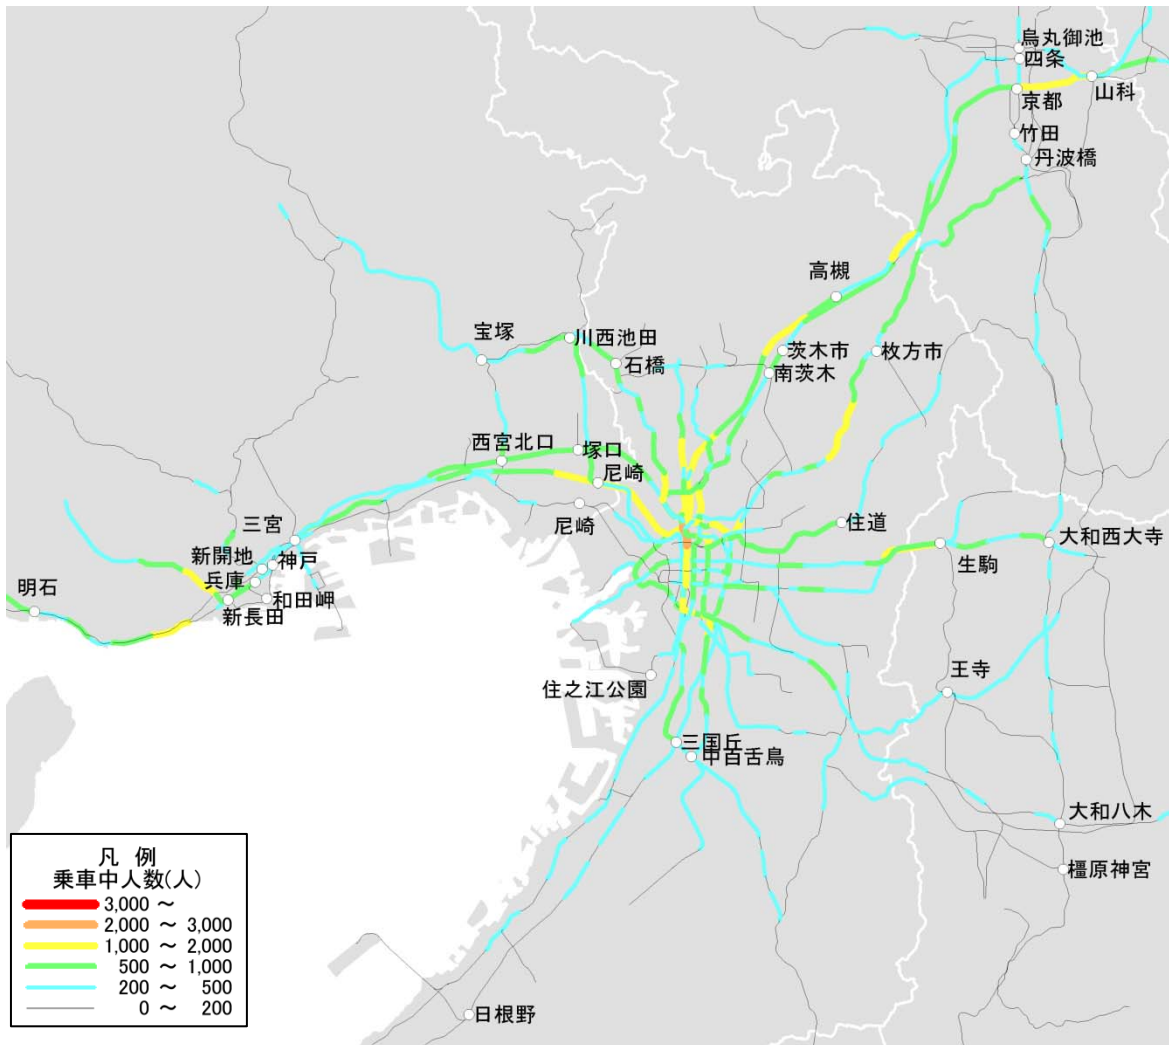 烏丸御池
四条
京都
山科
竹田
丹波橋
高槻
宝塚
川西池田
石橋
茨木市
南茨木
枚方市
西宮北口
塚口
尼崎
尼崎
住道
三宮
大和西大寺
生駒
新開地
神戸
兵庫
明石
和田岬
新長田
王寺
住之江公園
三国丘
中百舌鳥
大和八木
橿原神宮
日根野
凡 例
乗車中人数(人)
3,000 ～
2,000 ～ 3,000
1,000 ～ 2,000
500 ～ 1,000
200 ～ 500
0 ～ 200